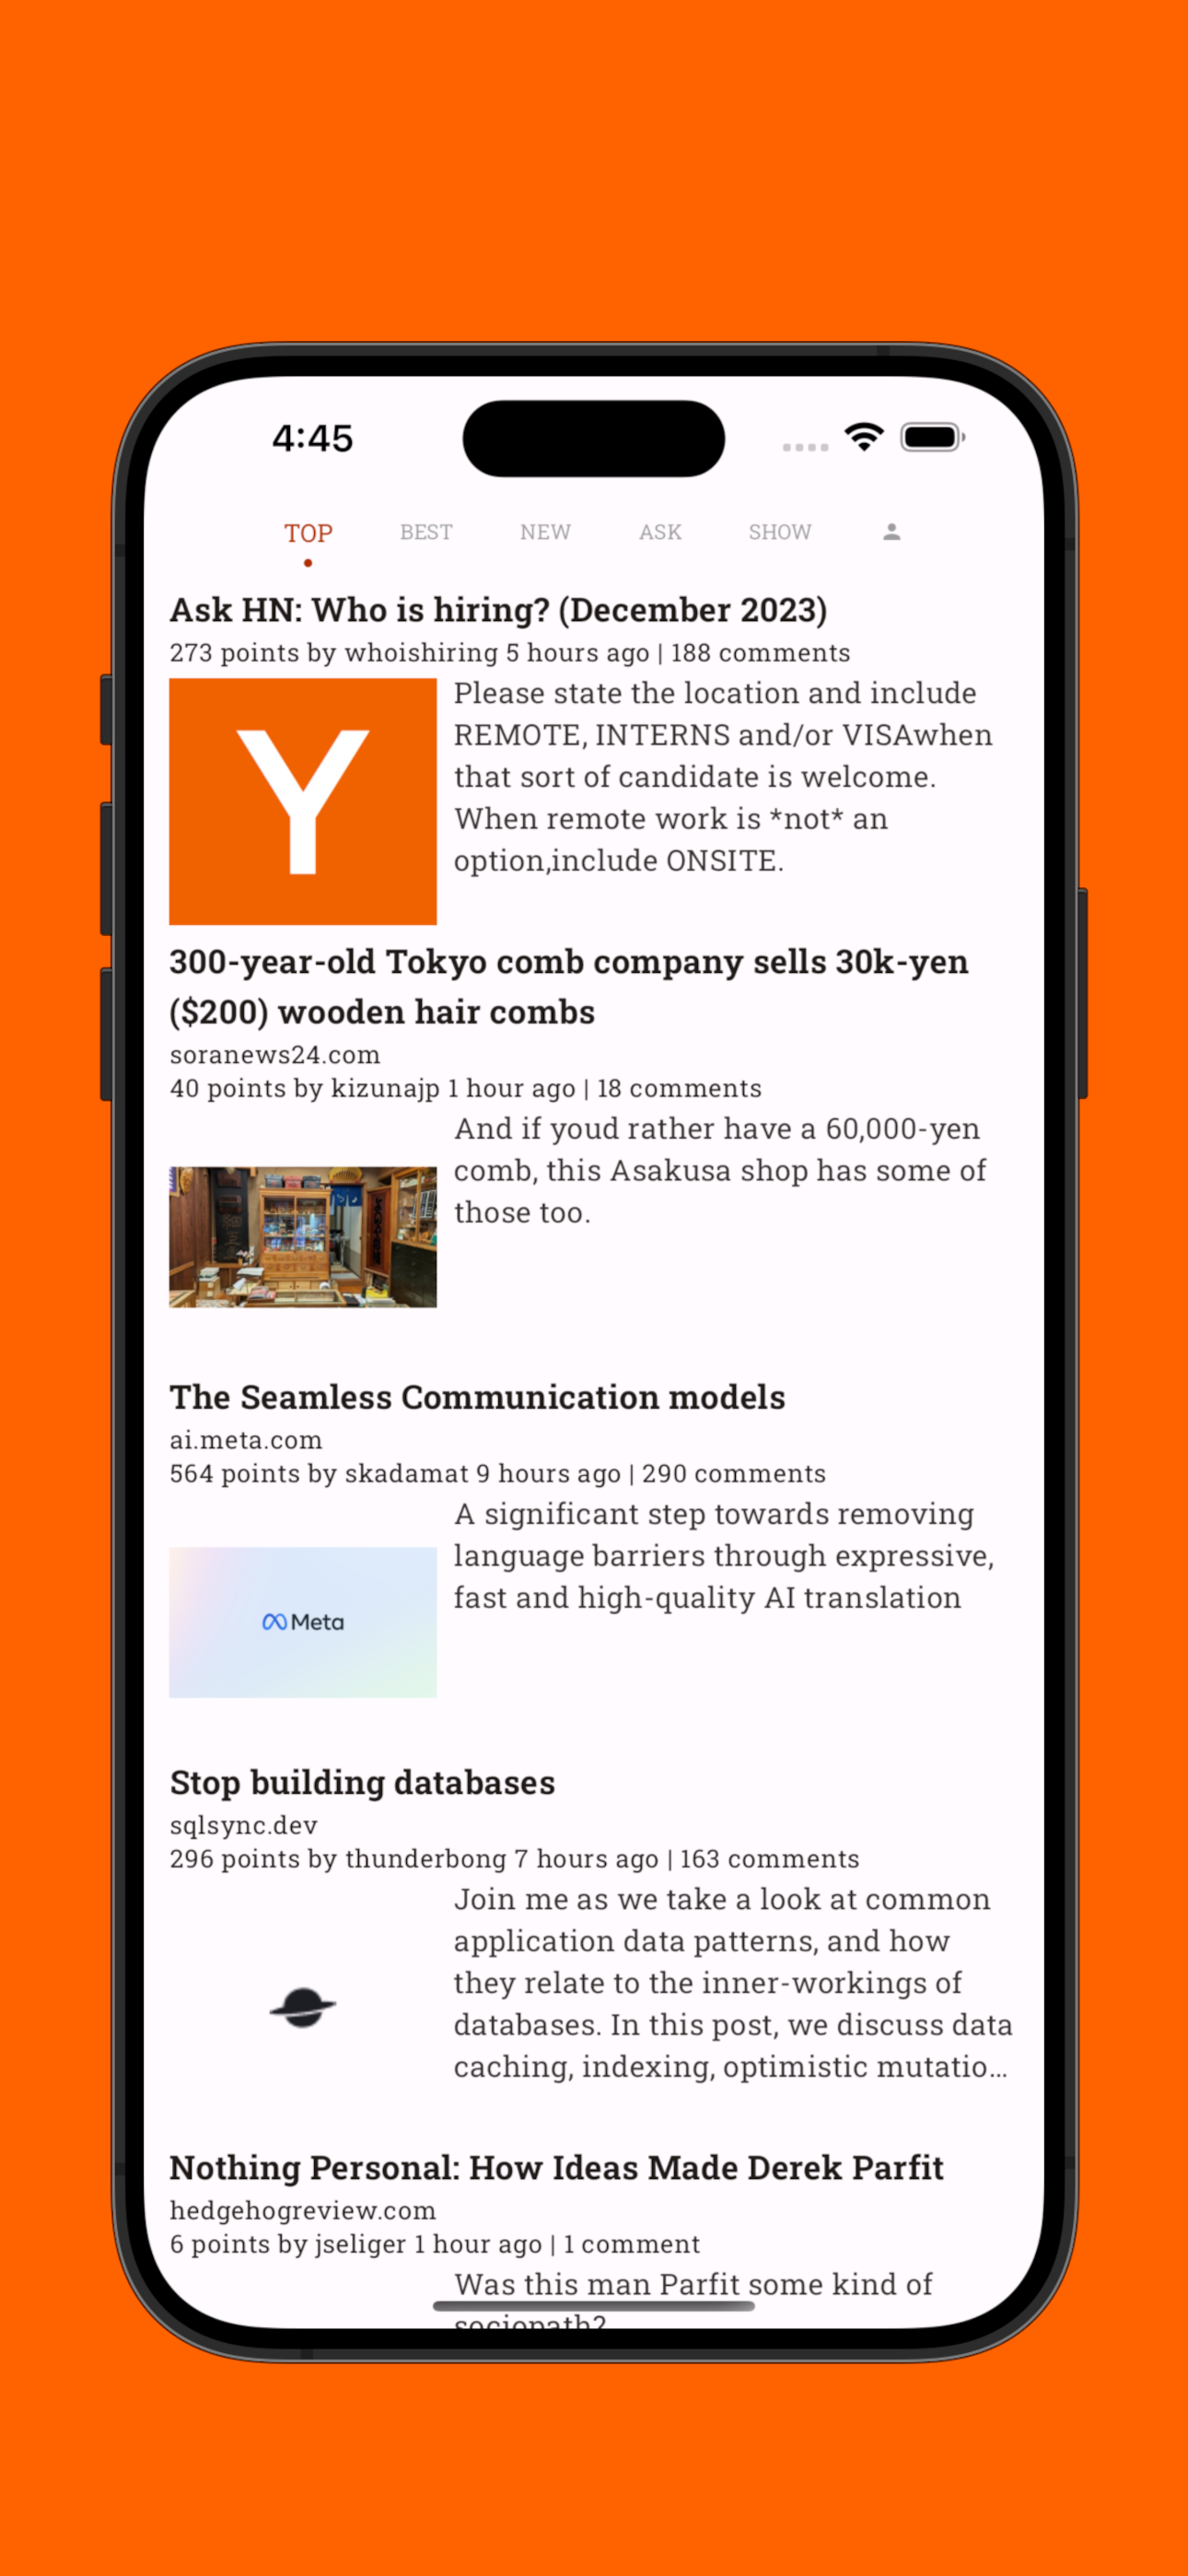 4:45
TOP BEST NEW ASK SHOW
Ask HN: Who is hiring? (December 2023)
273 points by whoishiring 5 hours ago | 188 comments
Y
Please state the location and include
REMOTE, INTERNS and/or VISAwhen
that sort of candidate is welcome.
When remote work is *not* an
option,include ONSITE.
300-year-old Tokyo comb company sells 30k-yen
($200) wooden hair combs
soranews24.com
40 points by kizunajp 1 hour ago | 18 comments
And if youd rather have a 60,000-yen
comb, this Asakusa shop has some of
those too.
The Seamless Communication models
ai.meta.com
564 points by skadamat 9 hours ago | 290 comments
Meta
A significant step towards removing
language barriers through expressive,
fast and high-quality AI translation
Stop building databases
sqlsync.dev
296 points by thunderbong 7 hours ago | 163 comments
Join me as we take a look at common
application data patterns, and how
they relate to the inner-workings of
databases. In this post, we discuss data
caching, indexing, optimistic mutatio...
Nothing Personal: How Ideas Made Derek Parfit
hedgehogreview.com
6 points by jseliger 1 hour ago | 1 comment
Was this man Parfit some kind of
sociopath?